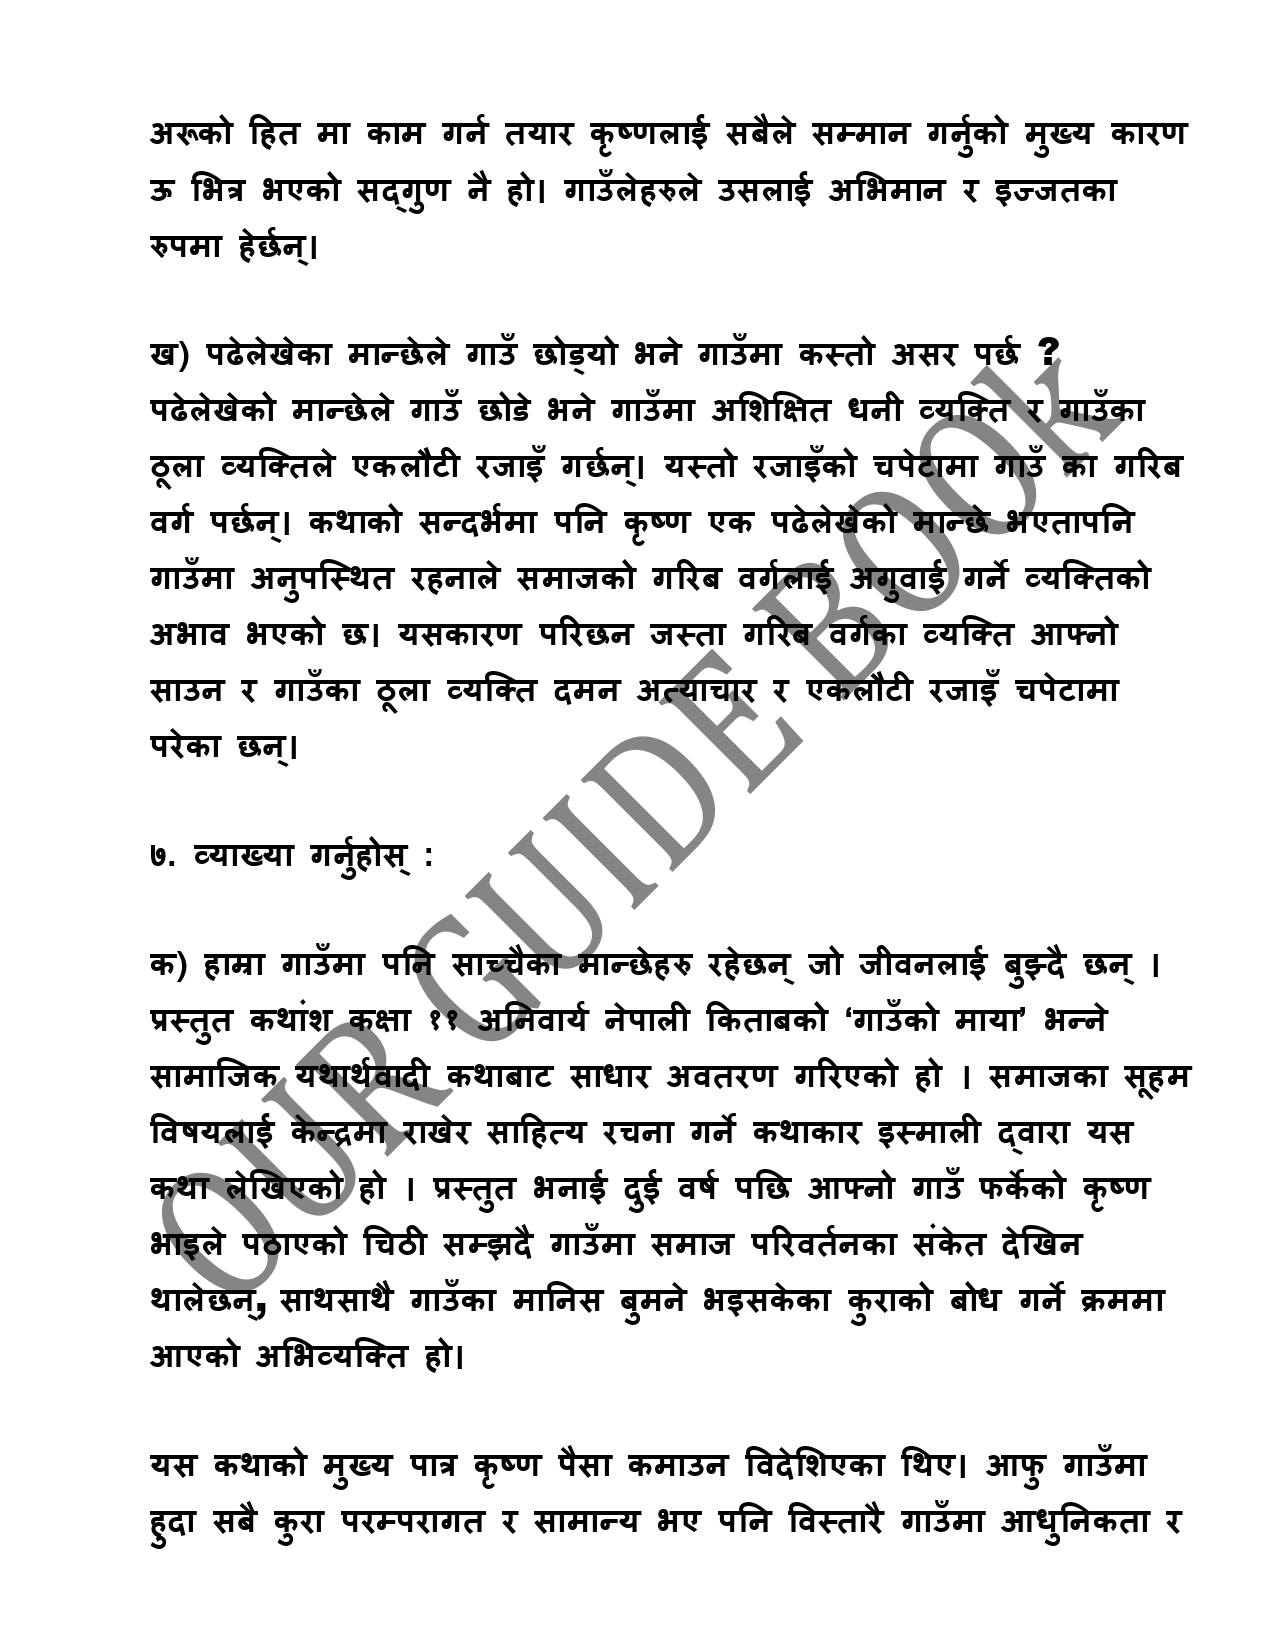 अरूको हित मा काम गर्न तयार कृष्णलाई सबैले सम्मान गर्नुको मुख्य कारण
ऊ भित्र भएको सद्गुण नै हो। गाउँलेहरुले उसलाई अभिमान र इज्जतका
रुपमा हेर्छन्।
ख) पढेलेखेका मान्छेले गाउँ छोड्यो भने गाउँमा कस्तो असर पर्छ ?
पढेलेखेको मान्छेले गाउँ छोडे भने गाउँमा अशिक्षित धनी व्यक्ति र गाउँका
ठूला व्यक्तिले एकलौटी रजाइँ गर्छन्। यस्तो रजाइँको चपेटामा गाउँ का गरिब
वर्ग पर्छन्। कथाको सन्दर्भमा पनि कृष्ण एक पढेलेखेको मान्छे भएतापनि
गाउँमा अनुपस्थित रहनाले समाजको गरिब वर्गलाई अगुवाई गर्ने व्यक्तिको
अभाव भएको छ। यसकारण परिछन जस्ता गरिब वर्गका व्यक्ति आफ्नो
साउन र गाउँका ठूला व्यक्ति दमन अत्याचार र एकलौटी रजाइँ चपेटामा
परेका छन्।
७. व्याख्या गर्नुहोस् :
क) हाम्रा गाउँमा पनि साच्चैका मान्छेहरु रहेछन् जो जीवनलाई बुझ्दै छन् ।
प्रस्तुत कथांश कक्षा ११ अनिवार्य नेपाली किताबको ‘गाउँको माया’ भन्ने
सामाजिक यथार्थवादी कथाबाट साधार अवतरण गरिएको हो । समाजका सूहम
विषयलाई केन्द्रमा राखेर साहित्य रचना गर्ने कथाकार इस्माली द्वारा यस
कथा लेखिएको हो । प्रस्तुत भनाई दुई वर्ष पछि आफ्नो गाउँ फर्केको कृष्ण
भाइले पठाएको चिठी सम्झदै गाउँमा समाज परिवर्तनका संकेत देखिन
थालेछन्, साथसाथै गाउँका मानिस बुमने भइसकेका कुराको बोध गर्ने क्रममा
आएको अभिव्यक्ति हो।
यस कथाको मुख्य पात्र कृष्ण पैसा कमाउन विदेशिएका थिए। आफु गाउँमा
हुदा सबै कुरा परम्परागत र सामान्य भए पनि विस्तारै गाउँमा आधुनिकता र
OUR GUIDE BOOk